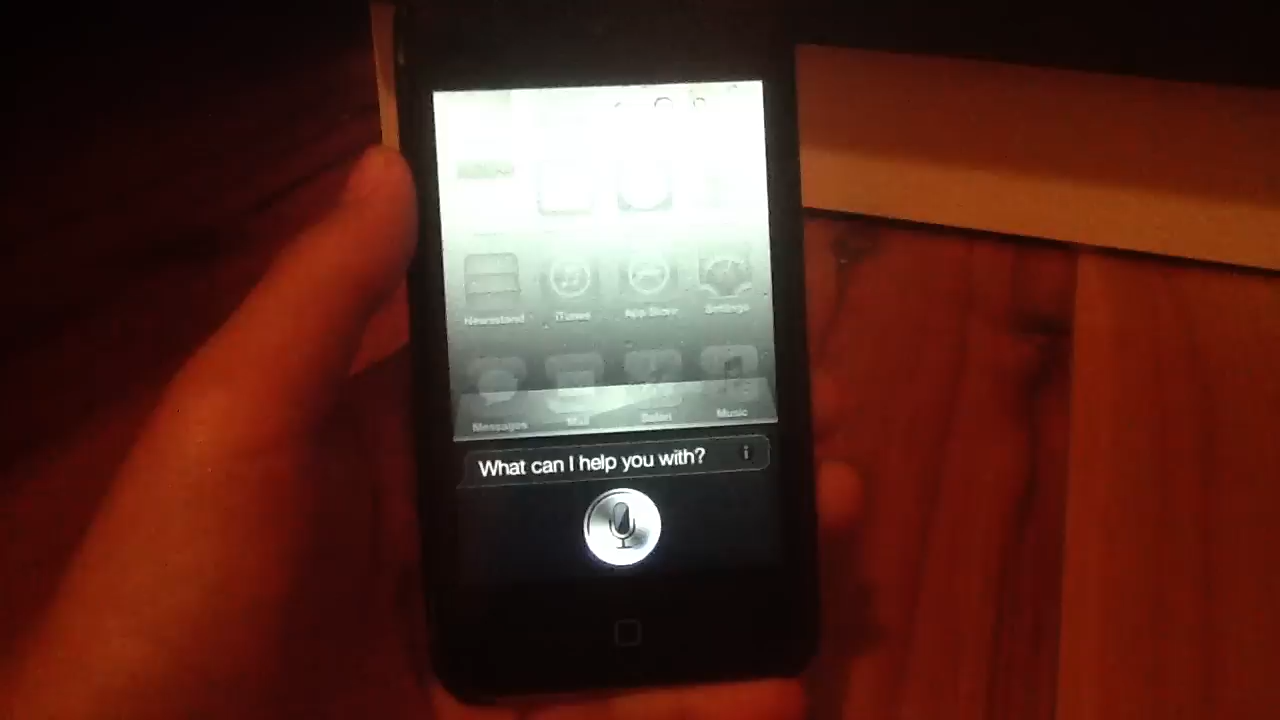 Newsstand iTunes App Store Settings
Messages Mail Safari Music
What can I help you with? i